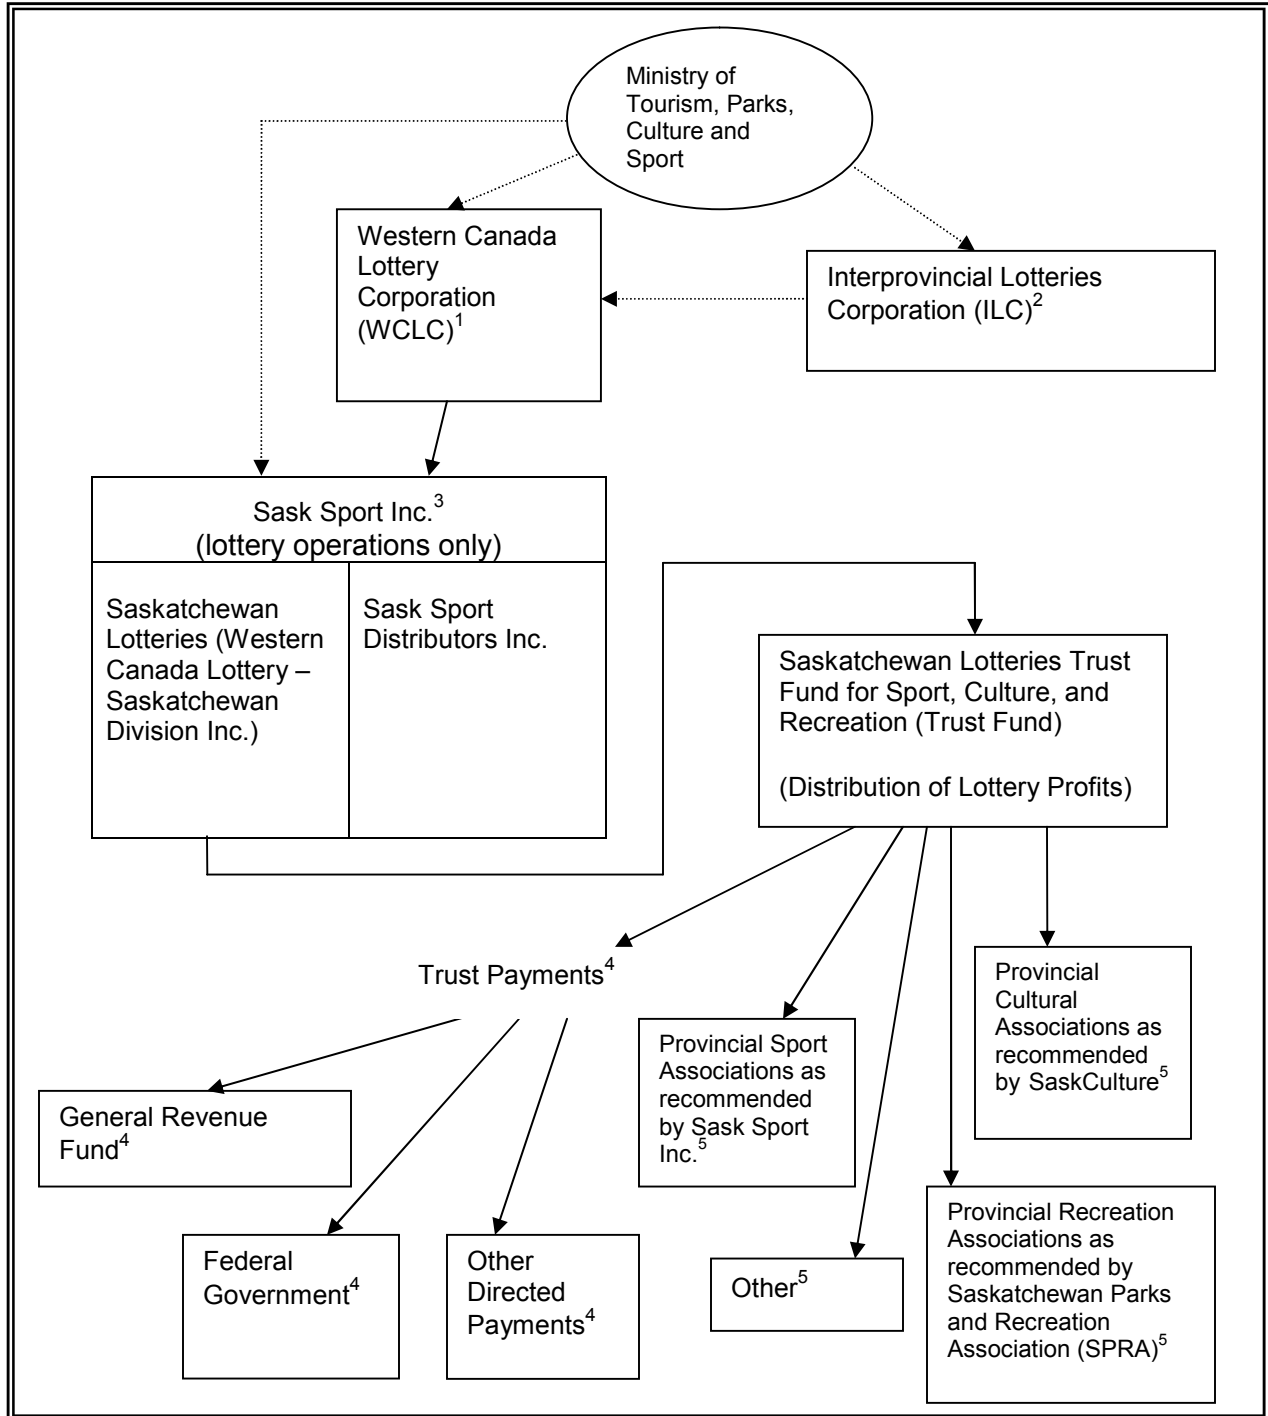 Ministry of
Tourism, Parks,
Culture and
Sport
Western Canada
Lottery
Corporation
(WCLC)1
Interprovincial Lotteries
Corporation (ILC)2
Sask Sport Inc.3
(lottery operations only)
Saskatchewan
Lotteries (Western
Canada Lottery –
Saskatchewan
Division Inc.)
Sask Sport
Distributors Inc.
Saskatchewan Lotteries Trust
Fund for Sport, Culture, and
Recreation (Trust Fund)
(Distribution of Lottery Profits)
Trust Payments4
Provincial
Cultural
Associations as
recommended
by SaskCulture5
Provincial Sport
Associations as
recommended
by Sask Sport
Inc.5
General Revenue
Fund4
Federal
Government4
Other
Directed
Payments4
Other5
Provincial Recreation
Associations as
recommended by
Saskatchewan Parks
and Recreation
Association (SPRA)5